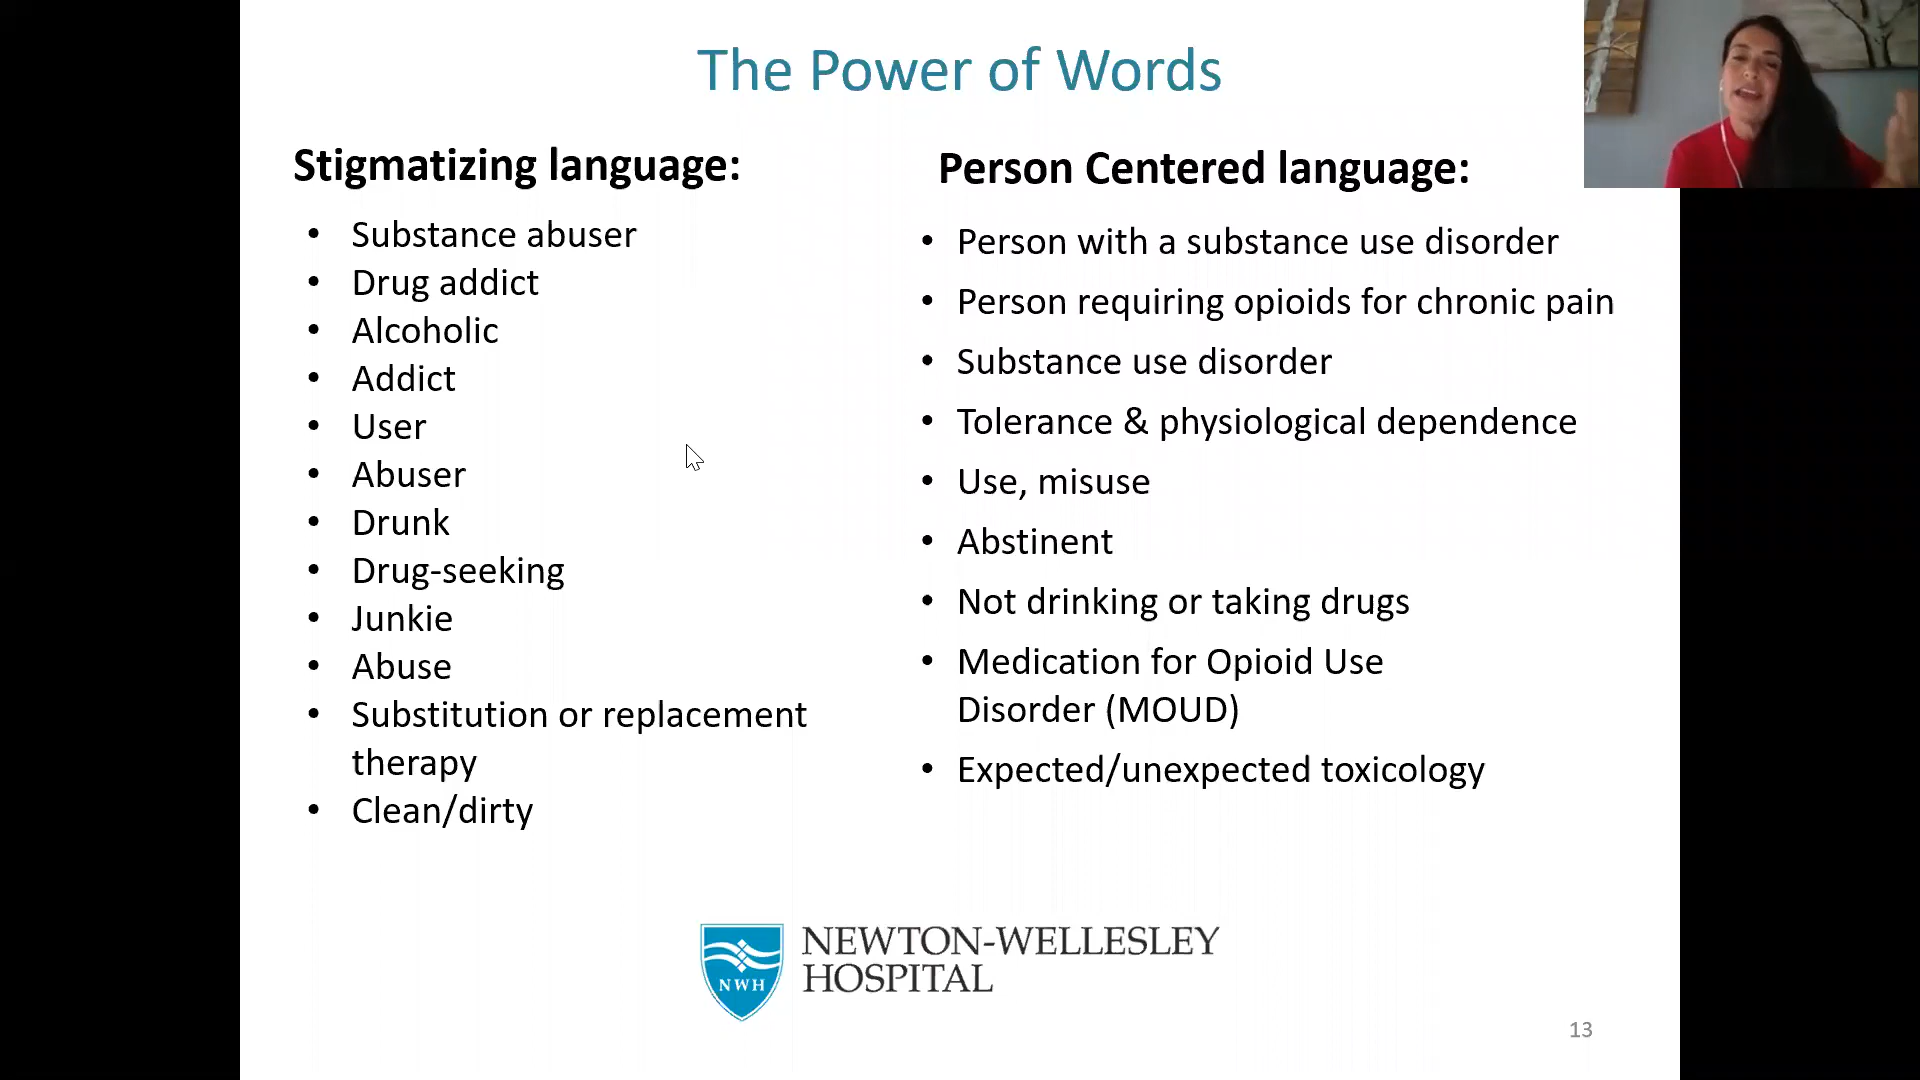 The Power of Words
Stigmatizing language:
• Substance abuser
• Drug addict
• Alcoholic
• Addict
• User
• Abuser
• Drunk
• Drug-seeking
• Junkie
• Abuse
• Substitution or replacement
therapy
• Clean/dirty
Person Centered language:
• Person with a substance use disorder
• Person requiring opioids for chronic pain
• Substance use disorder
• Tolerance & physiological dependence
• Use, misuse
• Abstinent
• Not drinking or taking drugs
• Medication for Opioid Use
Disorder (MOUD)
• Expected/unexpected toxicology
NWH
NEWTON-WELLESLEY
HOSPITAL
13